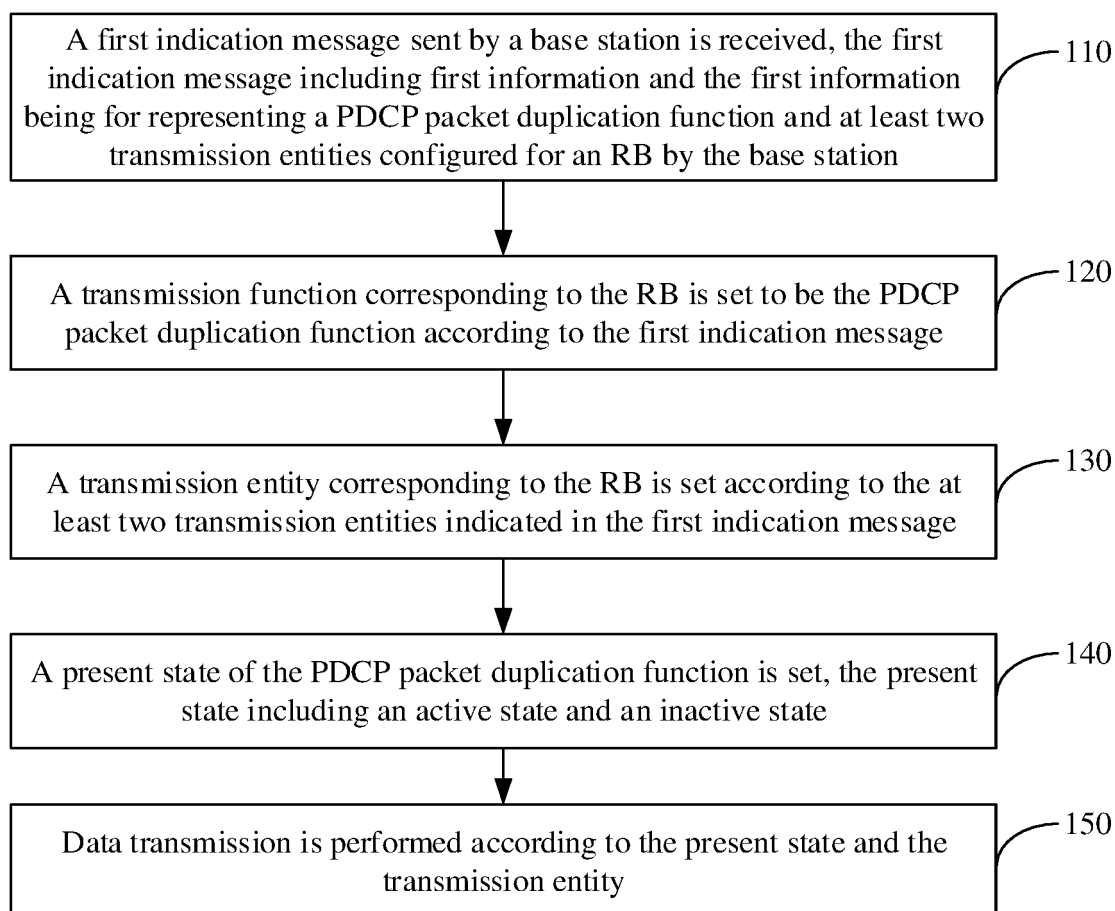 A first indication message sent by a base station is received, the first
indication message including first information and the first information
being for representing a PDCP packet duplication function and at least two
transmission entities configured for an RB by the base station
110
A transmission function corresponding to the RB is set to be the PDCP
packet duplication function according to the first indication message
120
A transmission entity corresponding to the RB is set according to the at
least two transmission entities indicated in the first indication message
130
A present state of the PDCP packet duplication function is set, the present
state including an active state and an inactive state
140
Data transmission is performed according to the present state and the
transmission entity
150